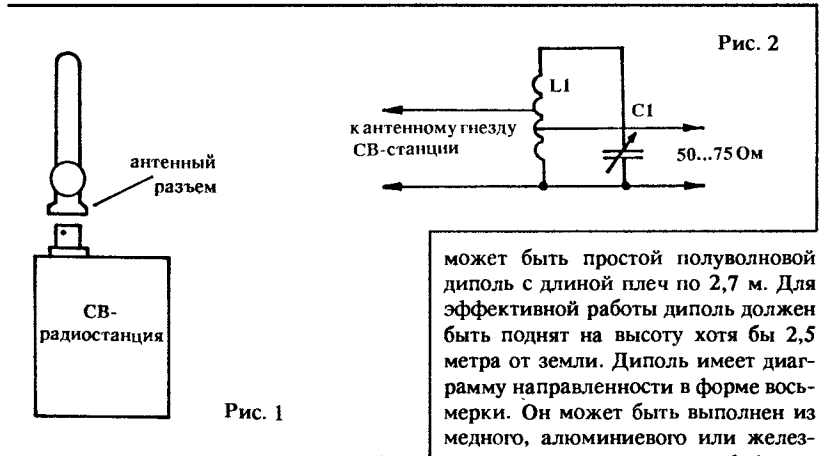 Рис. 2
L1
C1
к антенному гнезду
СВ-станции
50...75 Ом
антенный
разъем
СВ-
радиостанция
Рис. 1
может быть простой полуволновой
диполь с длиной плеч по 2,7 м. Для
эффективной работы диполь должен
быть поднят на высоту хотя бы 2,5
метра от земли. Диполь имеет диаг-
рамму направленности в форме вось-
мерки. Он может быть выполнен из
медного, алюминиевого или желез-